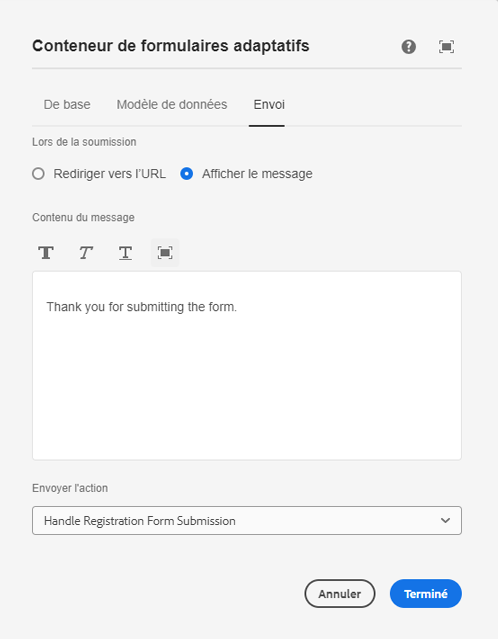 Conteneur de formulaires adaptatifs
De base Modèle de données Envoi
Lors de la soumission
Rediriger vers l'URL Afficher le message
Contenu du message
T T T
Thank you for submitting the form.
Envoyer l'action
Handle Registration Form Submission
Annuler Terminé